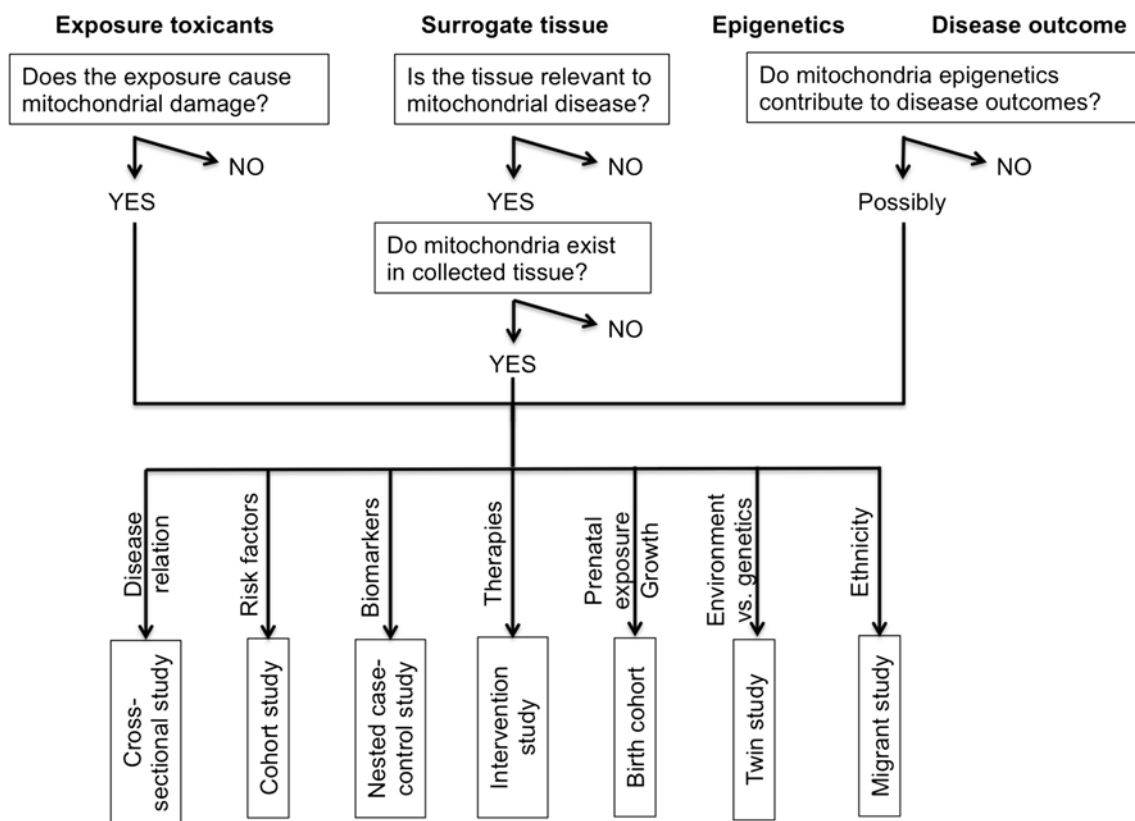 Exposure toxicants
Surrogate tissue
Epigenetics
Disease outcome
Does the exposure cause
mitochondrial damage?
Is the tissue relevant to
mitochondrial disease?
Do mitochondria epigenetics
contribute to disease outcomes?
NO
YES
NO
YES
NO
Possibly
Do mitochondria exist
in collected tissue?
NO
YES
Disease
relation
Risk factors
Biomarkers
Therapies
Prenatal
exposure
Growth
Environment
vs. genetics
Ethnicity
Cross-
sectional study
Cohort study
Nested case-
control study
Intervention
study
Birth cohort
Twin study
Migrant study